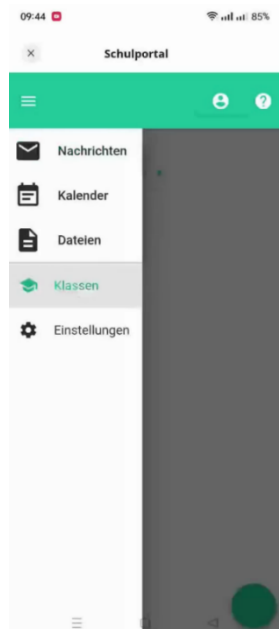 09:44 85%
Schulportal
Nachrichten
Kalender
Dateien
Klassen
Einstellungen